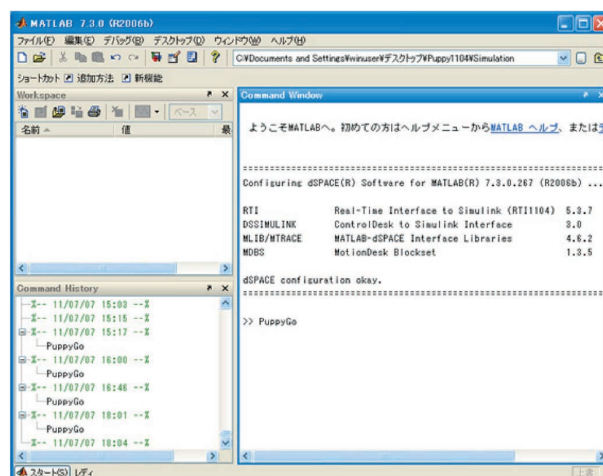 MATLAB 7.3.0 (R2006b)
ファイル(F) 編集(E) デバッグ(B) デスクトップ(D) ウィンドウ(W) ヘルプ(H)
C:¥Documents and Settings¥winuser¥デスクトップ¥Puppy1104¥Simulation
ショートカット 追加方法 新機能
Workspace
ベース
名前 値 最
Command History
%-- 11/07/07 15:03 --%
%-- 11/07/07 15:15 --%
%-- 11/07/07 15:17 --%
PuppyGo
%-- 11/07/07 16:00 --%
PuppyGo
%-- 11/07/07 16:46 --%
PuppyGo
%-- 11/07/07 18:01 --%
PuppyGo
%-- 11/07/07 18:04 --%
Command Window
ようこそMATLABへ。初めての方はヘルプメニューからMATLAB ヘルプ、または
Configuring dSPACE(R) Software for MATLAB(R) 7.3.0.267 (R2006b) ...
RTI Real-Time Interface to Simulink (RTI1104) 5.3.7
DSSIMULINK ControlDesk to Simulink Interface 3.0
MLIB/MTRACE MATLAB-dSPACE Interface Libraries 4.6.2
MDBS MotionDesk Blockset 1.3.5
dSPACE configuration okay.
>> PuppyGo
スタート(S) レディ
上書